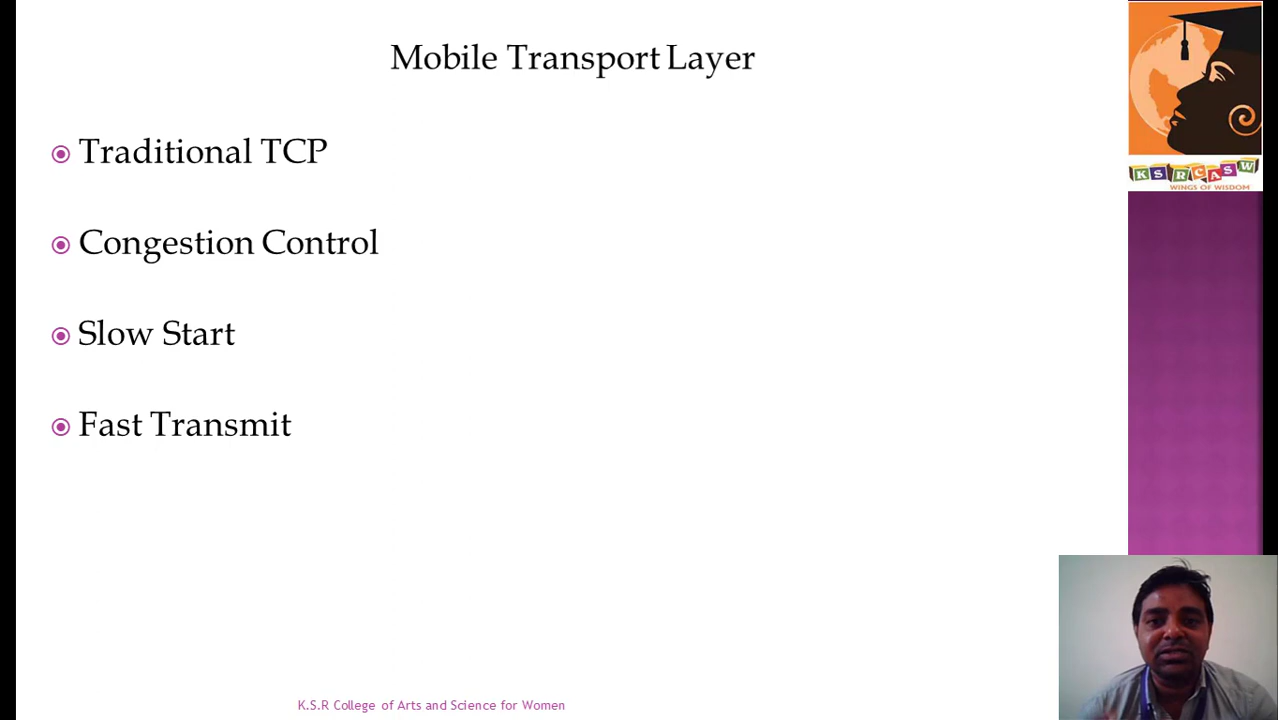 Mobile Transport Layer
Traditional TCP
Congestion Control
Slow Start
Fast Transmit
KSRCASW
WINGS OF WISDOM
K.S.R College of Arts and Science for Women